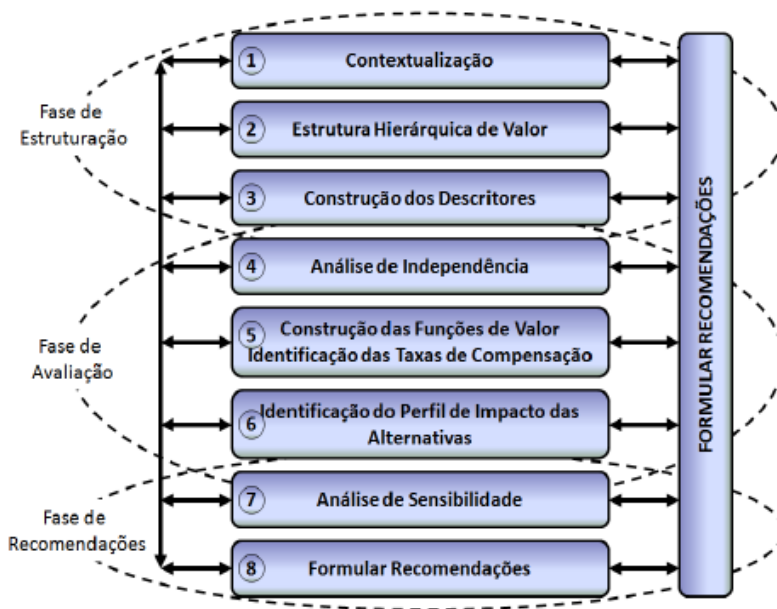 1 Contextualização
Fase de
Estruturação
2 Estrutura Hierárquica de Valor
3 Construção dos Descritores
4 Análise de Independência
Fase de
Avaliação
5 Construção das Funções de Valor
Identificação das Taxas de Compensação
6 Identificação do Perfil de Impacto das
Alternativas
7 Análise de Sensibilidade
Fase de
Recomendações
8 Formular Recomendações
FORMULAR RECOMENDAÇÕES